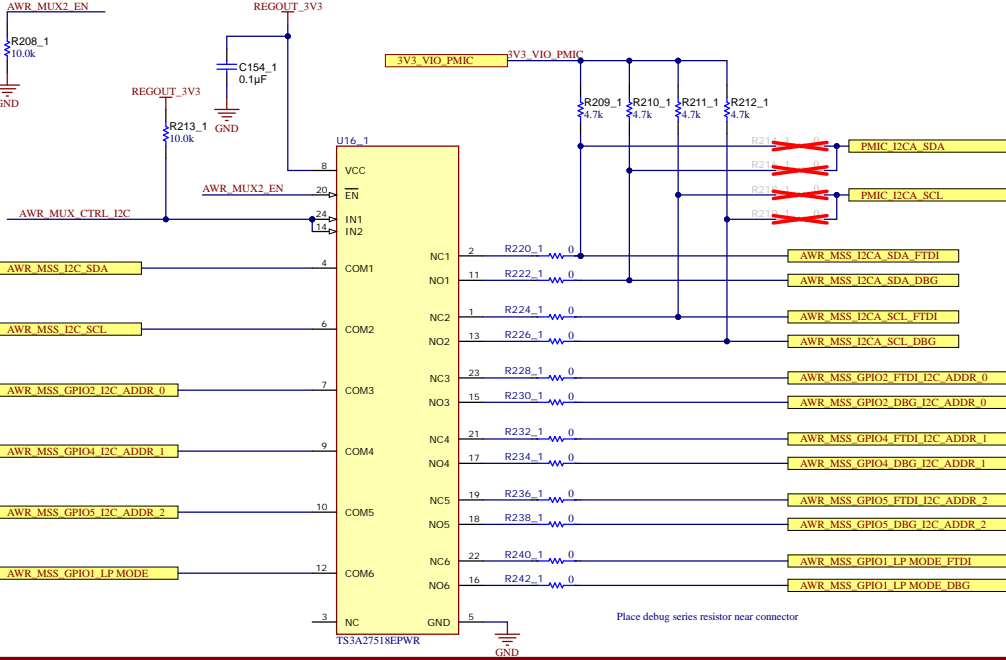 AWR_MUX2_EN
R208_1
10.0k
GND
REGOUT_3V3
C154_1
0.1µF
GND
REGOUT_3V3
R213_1
10.0k
3V3_VIO_PMIC
3V3_VIO_PMIC
R209_1
4.7k
R210_1
4.7k
R211_1
4.7k
R212_1
4.7k
0
PMIC_I2CA_SDA
0
0
PMIC_I2CA_SCL
0
U16_1
8
VCC
AWR_MUX2_EN
20
EN
AWR_MUX_CTRL_I2C
24
IN1
14
IN2
AWR_MSS_I2C_SDA
4
COM1
AWR_MSS_I2C_SCL
6
COM2
AWR_MSS_GPIO2_I2C_ADDR_0
7
COM3
AWR_MSS_GPIO4_I2C_ADDR_1
9
COM4
AWR_MSS_GPIO5_I2C_ADDR_2
10
COM5
AWR_MSS_GPIO1_LP MODE
12
COM6
3
NC
NC1
2
R220_1
0
AWR_MSS_I2CA_SDA_FTDI
NO1
11
R222_1
0
AWR_MSS_I2CA_SDA_DBG
NC2
1
R224_1
0
AWR_MSS_I2CA_SCL_FTDI
NO2
13
R226_1
0
AWR_MSS_I2CA_SCL_DBG
NC3
23
R228_1
0
AWR_MSS_GPIO2_FTDI_I2C_ADDR_0
NO3
15
R230_1
0
AWR_MSS_GPIO2_DBG_I2C_ADDR_0
NC4
21
R232_1
0
AWR_MSS_GPIO4_FTDI_I2C_ADDR_1
NO4
17
R234_1
0
AWR_MSS_GPIO4_DBG_I2C_ADDR_1
NC5
19
R236_1
0
AWR_MSS_GPIO5_FTDI_I2C_ADDR_2
NO5
18
R238_1
0
AWR_MSS_GPIO5_DBG_I2C_ADDR_2
NC6
22
R240_1
0
AWR_MSS_GPIO1_LP MODE_FTDI
NO6
16
R242_1
0
AWR_MSS_GPIO1_LP MODE_DBG
GND
5
GND
TS3A27518EPWR
Place debug series resistor near connector